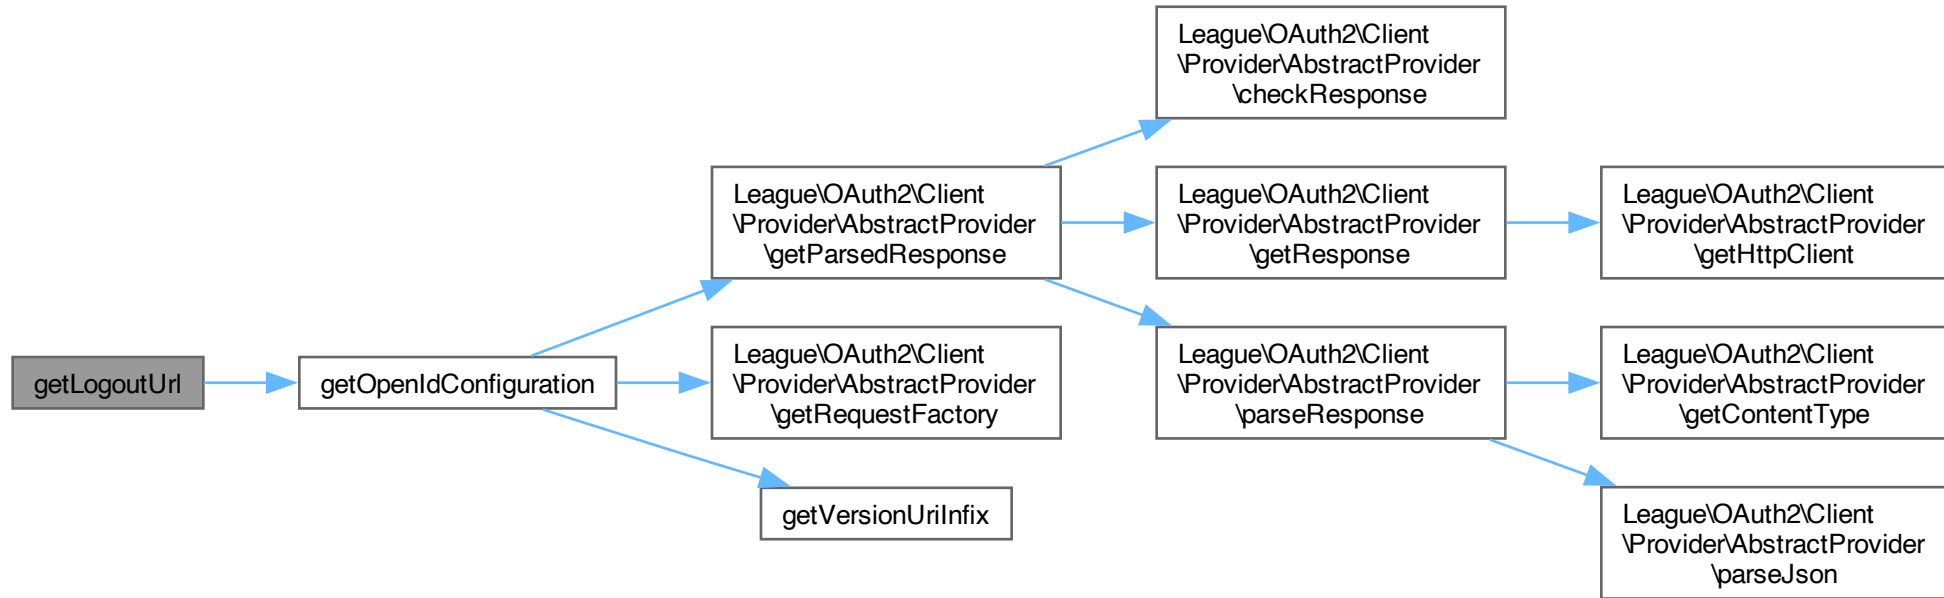 getLogoutUrl
getOpenIdConfiguration
League\OAuth2\Client
\Provider\AbstractProvider
\getParsedResponse
League\OAuth2\Client
\Provider\AbstractProvider
\getRequestFactory
getVersionUriInfix
League\OAuth2\Client
\Provider\AbstractProvider
\checkResponse
League\OAuth2\Client
\Provider\AbstractProvider
\getResponse
League\OAuth2\Client
\Provider\AbstractProvider
\parseResponse
League\OAuth2\Client
\Provider\AbstractProvider
\getHttpClient
League\OAuth2\Client
\Provider\AbstractProvider
\getContentType
League\OAuth2\Client
\Provider\AbstractProvider
\parseJson